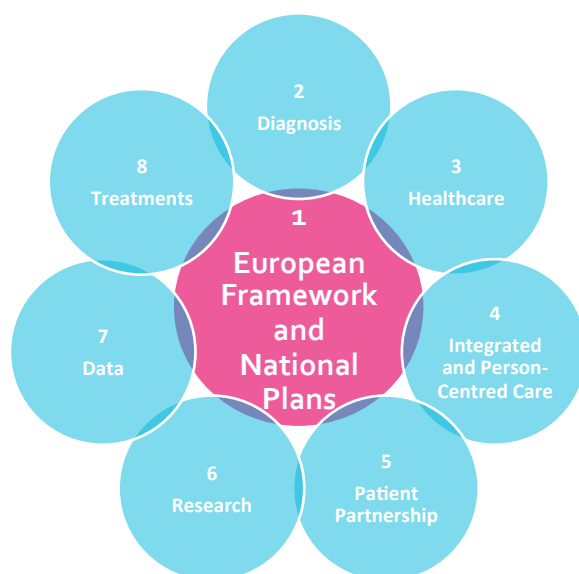 1
European
Framework
and
National
Plans
2
Diagnosis
3
Healthcare
4
Integrated
and Person-
Centred Care
5
Patient
Partnership
6
Research
7
Data
8
Treatments